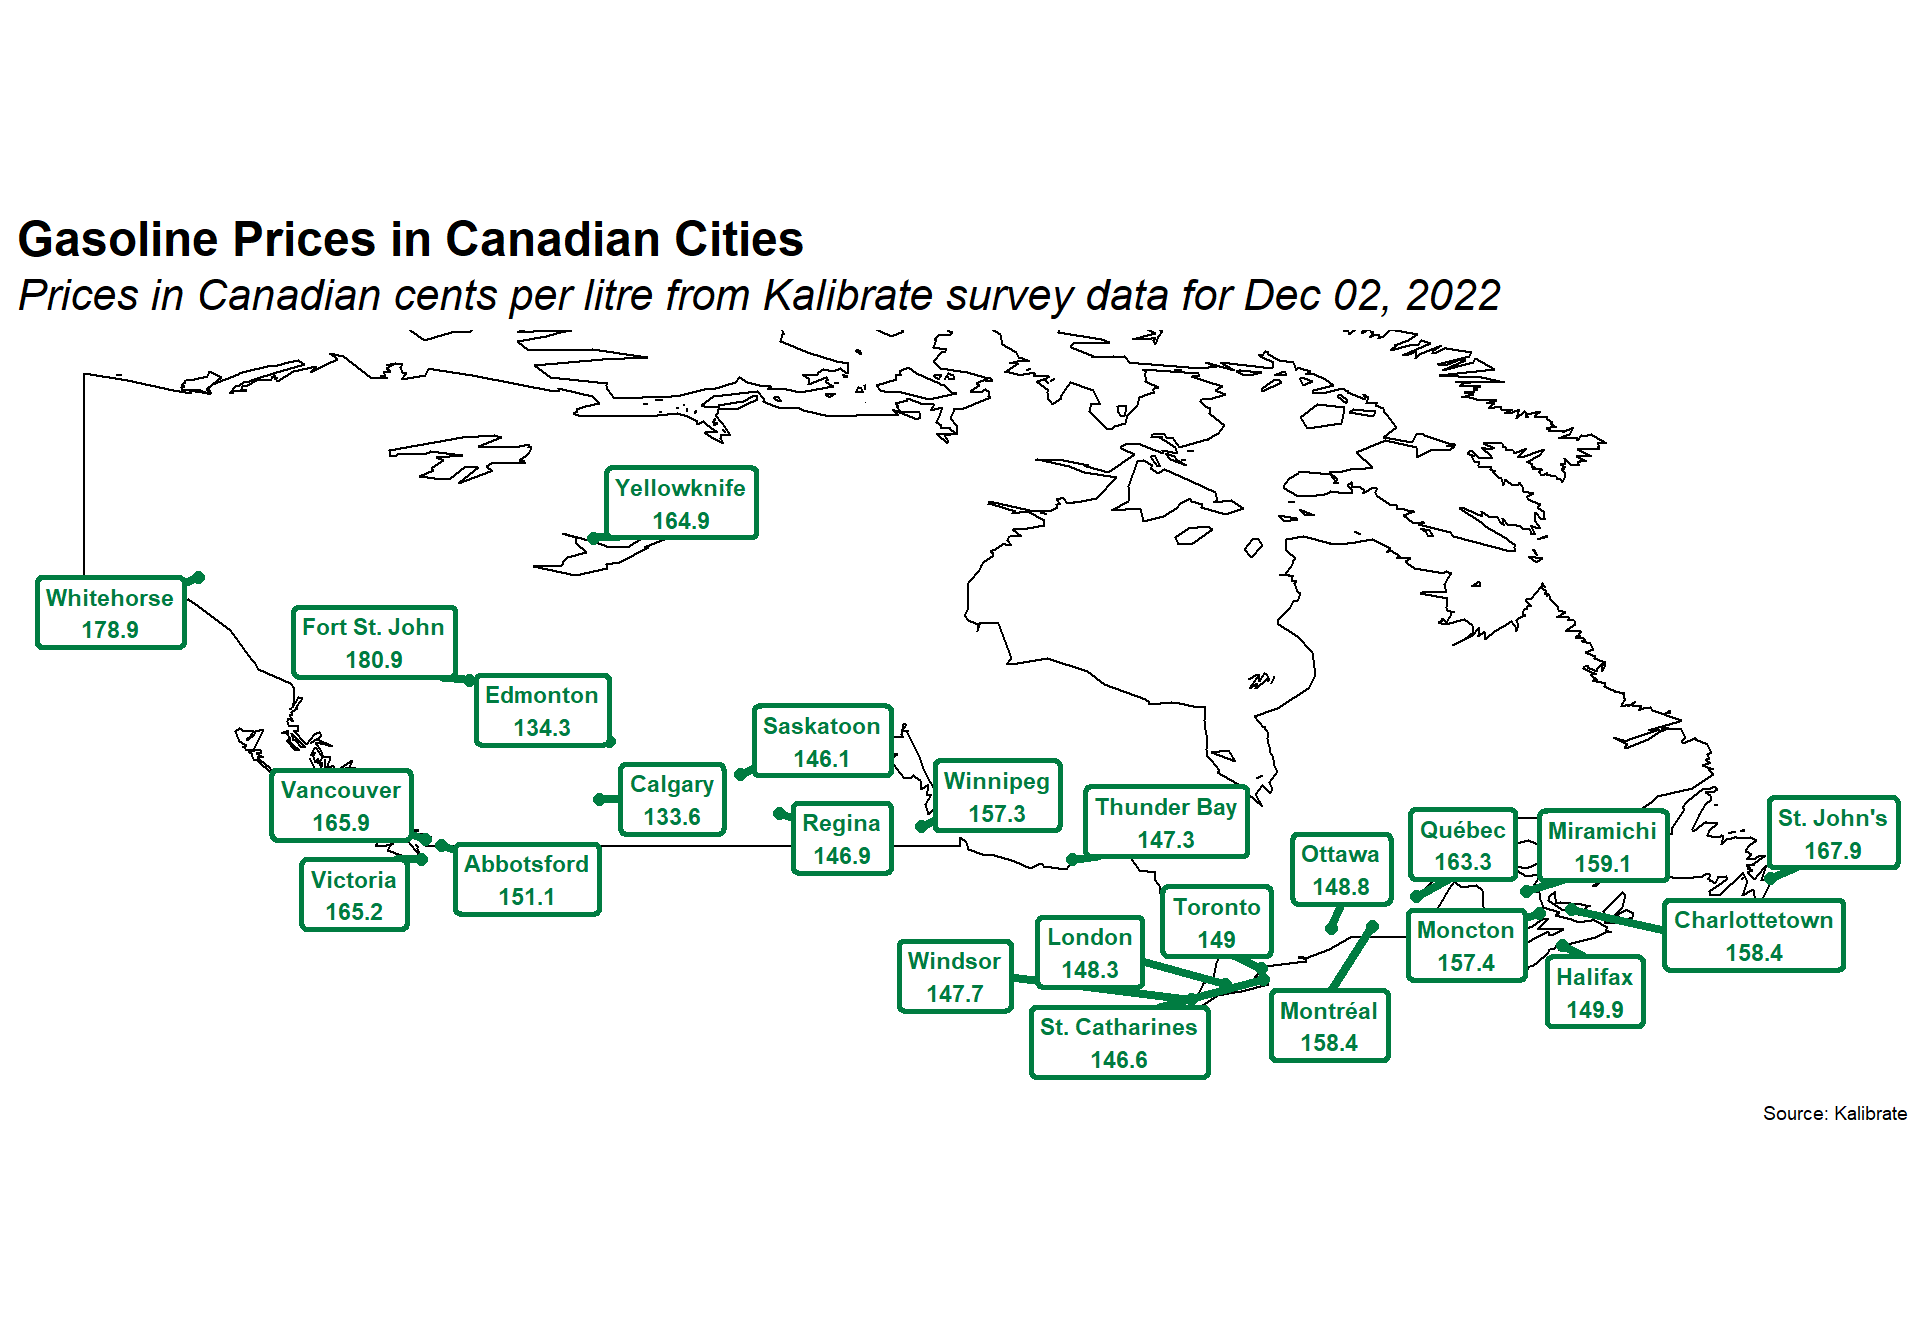 Gasoline Prices in Canadian Cities
Prices in Canadian cents per litre from Kalibrate survey data for Dec 02, 2022
Yellowknife
164.9
Whitehorse
178.9
Fort St. John
180.9
Edmonton
134.3
Saskatoon
146.1
Calgary
133.6
Vancouver
165.9
Winnipeg
157.3
Regina
146.9
Thunder Bay
147.3
Abbotsford
151.1
Victoria
165.2
Québec
163.3
Miramichi
159.1
St. John's
167.9
Ottawa
148.8
Toronto
149
Moncton
157.4
Charlottetown
158.4
London
148.3
Windsor
147.7
Halifax
149.9
St. Catharines
146.6
Montréal
158.4
Source: Kalibrate